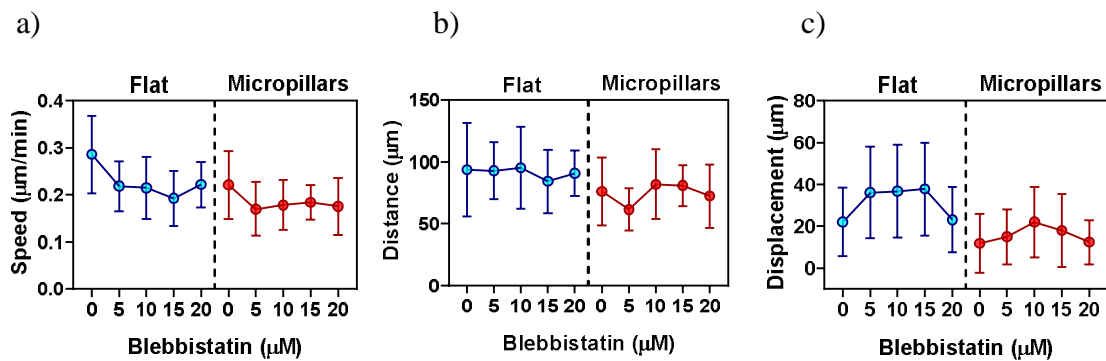 a)
b)
c)
Flat Micropillars
Speed (μm/min)
0.4
0.3
0.2
0.1
0.0
0 5 10 15 20 0 5 10 15 20
Blebbistatin (μM)
Flat Micropillars
Distance (μm)
150
100
50
0
0 5 10 15 20 0 5 10 15 20
Blebbistatin (μM)
Flat Micropillars
Displacement (μm)
80
60
40
20
0
0 5 10 15 20 0 5 10 15 20
Blebbistatin (μM)